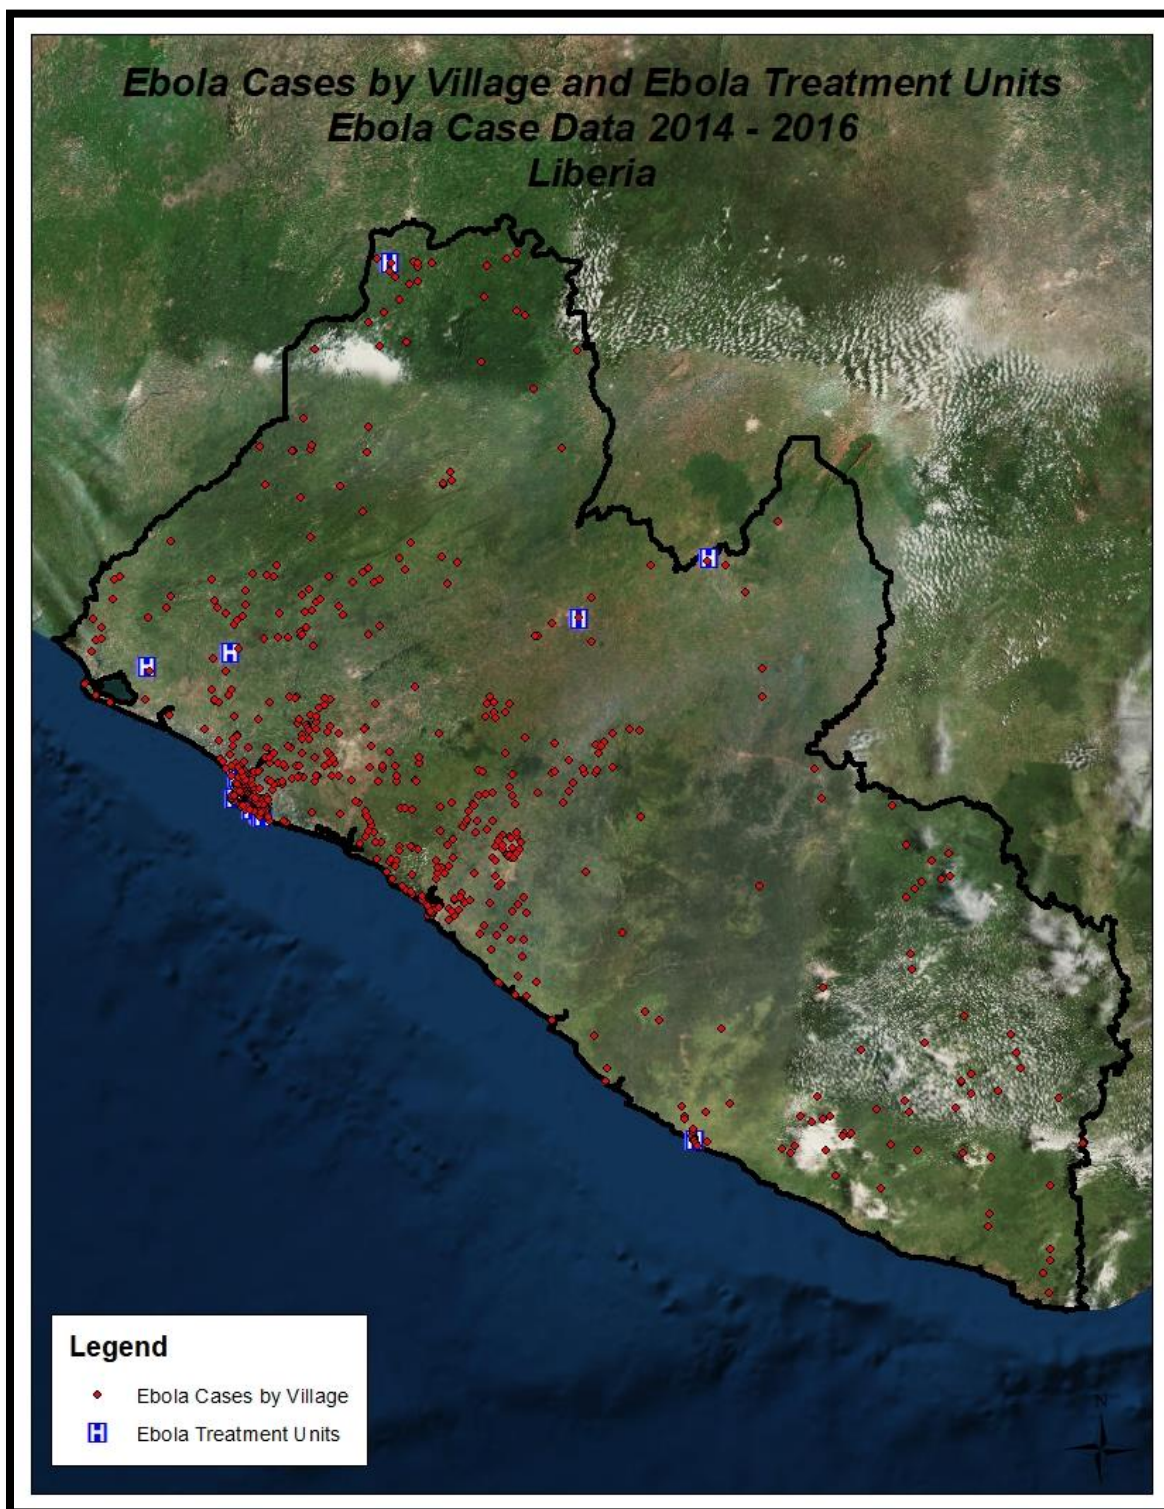 Ebola Cases by Village and Ebola Treatment Units
Ebola Case Data 2014 - 2016
Liberia
Legend
Ebola Cases by Village
H Ebola Treatment Units
N